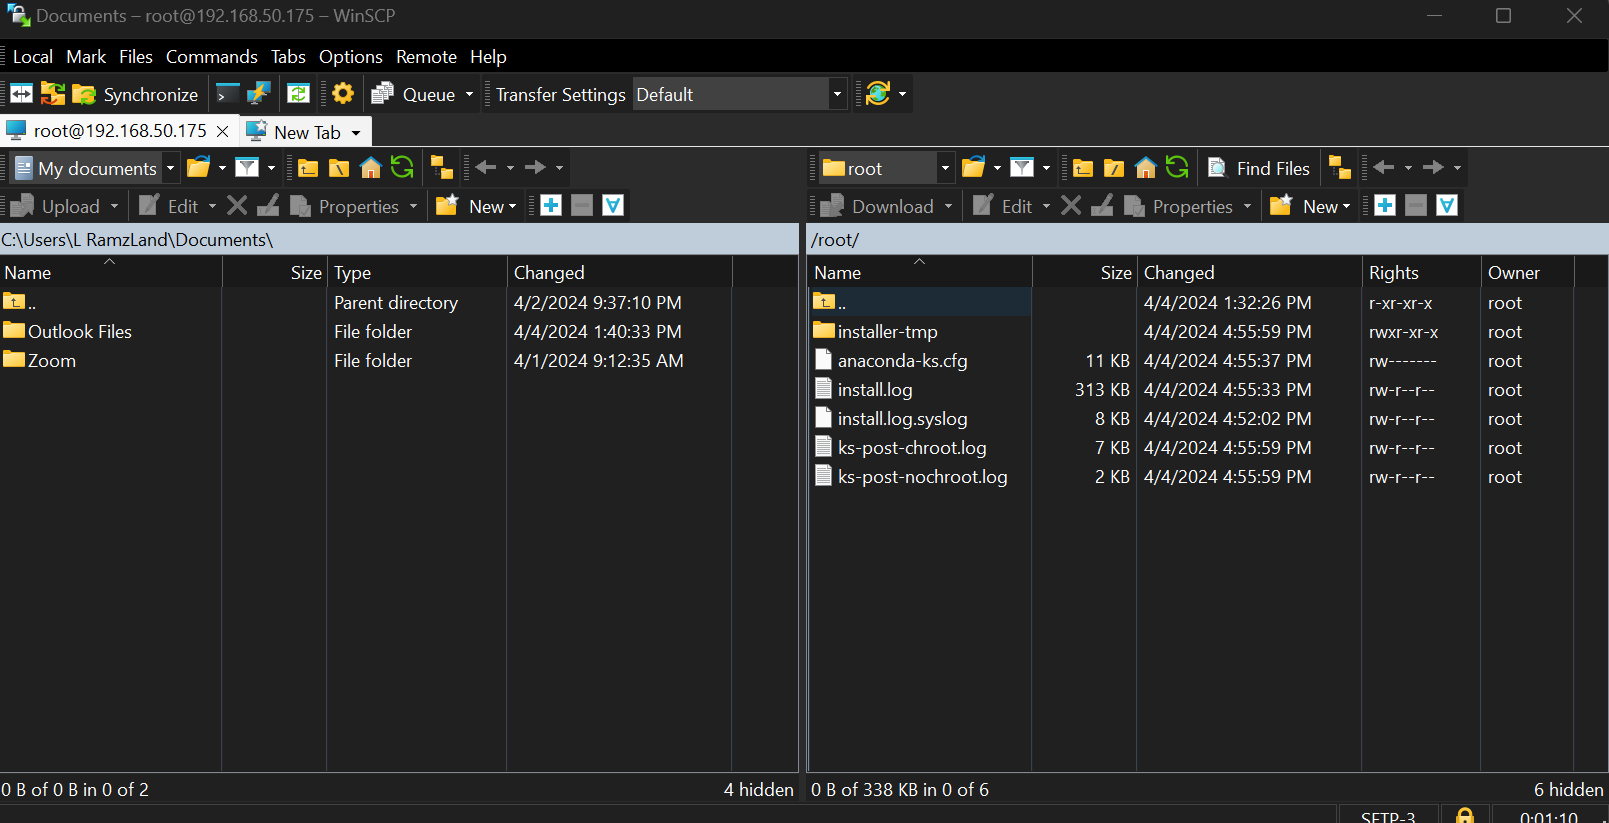 Documents – root@192.168.50.175 – WinSCP
Local Mark Files Commands Tabs Options Remote Help
Synchronize Queue Transfer Settings Default
root@192.168.50.175 New Tab
My documents
root Find Files
Upload Edit Properties New
Download Edit Properties New
C:\Users\L RamzLand\Documents\
Name Size Type Changed
.. Parent directory 4/2/2024 9:37:10 PM
Outlook Files File folder 4/4/2024 1:40:33 PM
Zoom File folder 4/1/2024 9:12:35 AM
0 B of 0 B in 0 of 2 4 hidden
/root/
Name Size Changed Rights Owner
.. 4/4/2024 1:32:26 PM r-xr-xr-x root
installer-tmp 4/4/2024 4:55:59 PM rwxr-xr-x root
anaconda-ks.cfg 11 KB 4/4/2024 4:55:37 PM rw------- root
install.log 313 KB 4/4/2024 4:55:33 PM rw-r--r-- root
install.log.syslog 8 KB 4/4/2024 4:52:02 PM rw-r--r-- root
ks-post-chroot.log 7 KB 4/4/2024 4:55:59 PM rw-r--r-- root
ks-post-nochroot.log 2 KB 4/4/2024 4:55:59 PM rw-r--r-- root
0 B of 338 KB in 0 of 6 6 hidden
SFTP-3 0:01:10